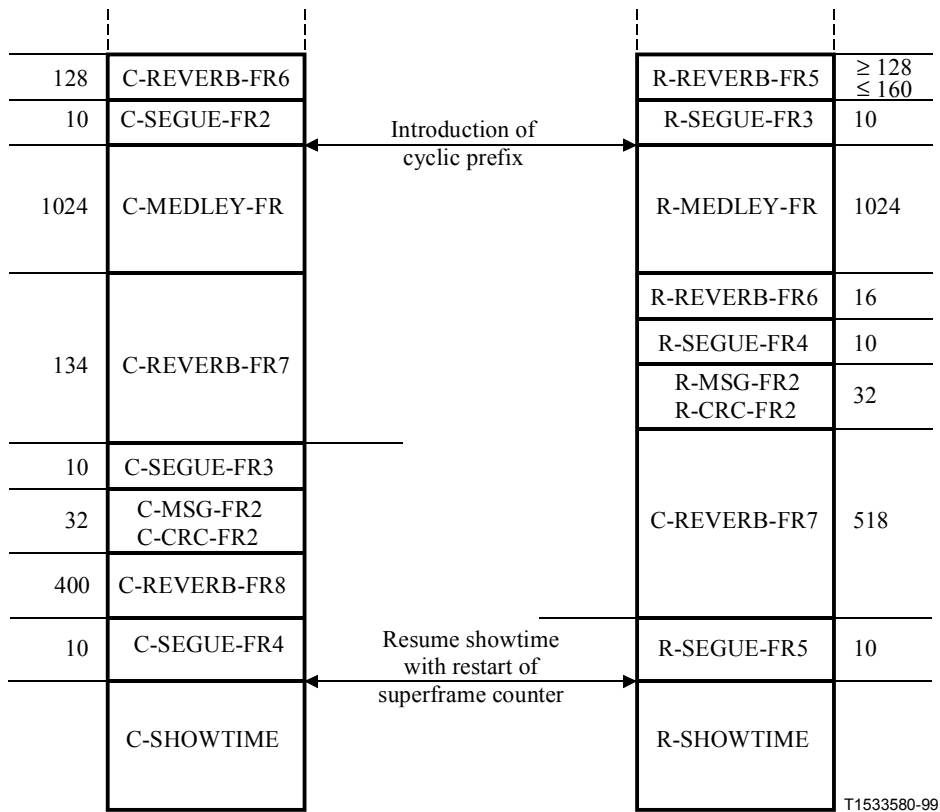 128 C-REVERB-FR6 R-REVERB-FR5 ≥ 128
≤ 160
10 C-SEGUE-FR2 R-SEGUE-FR3 10
Introduction of
cyclic prefix
1024 C-MEDLEY-FR R-MEDLEY-FR 1024
134 C-REVERB-FR7
R-REVERB-FR6 16
R-SEGUE-FR4 10
R-MSG-FR2
R-CRC-FR2
32
10 C-SEGUE-FR3
32
C-MSG-FR2
C-CRC-FR2
C-REVERB-FR7 518
400 C-REVERB-FR8
10 C-SEGUE-FR4
Resume showtime
with restart of
superframe counter
R-SEGUE-FR5 10
C-SHOWTIME R-SHOWTIME
T1533580-99